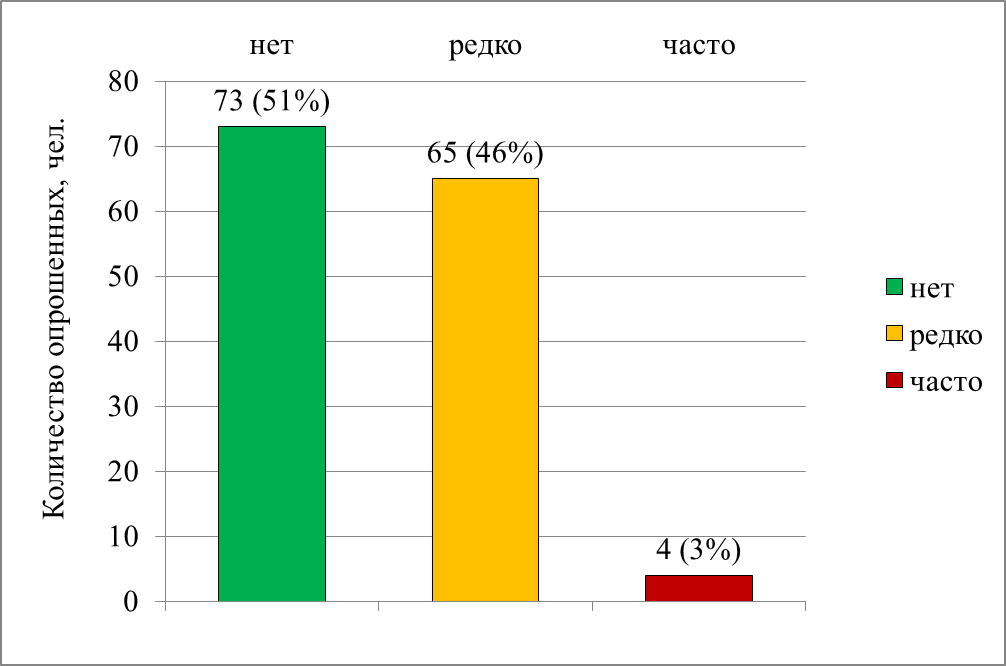 нет редко часто
Количество опрошенных, чел.
80
70
60
50
40
30
20
10
0
73 (51%)
65 (46%)
4 (3%)
нет
редко
часто